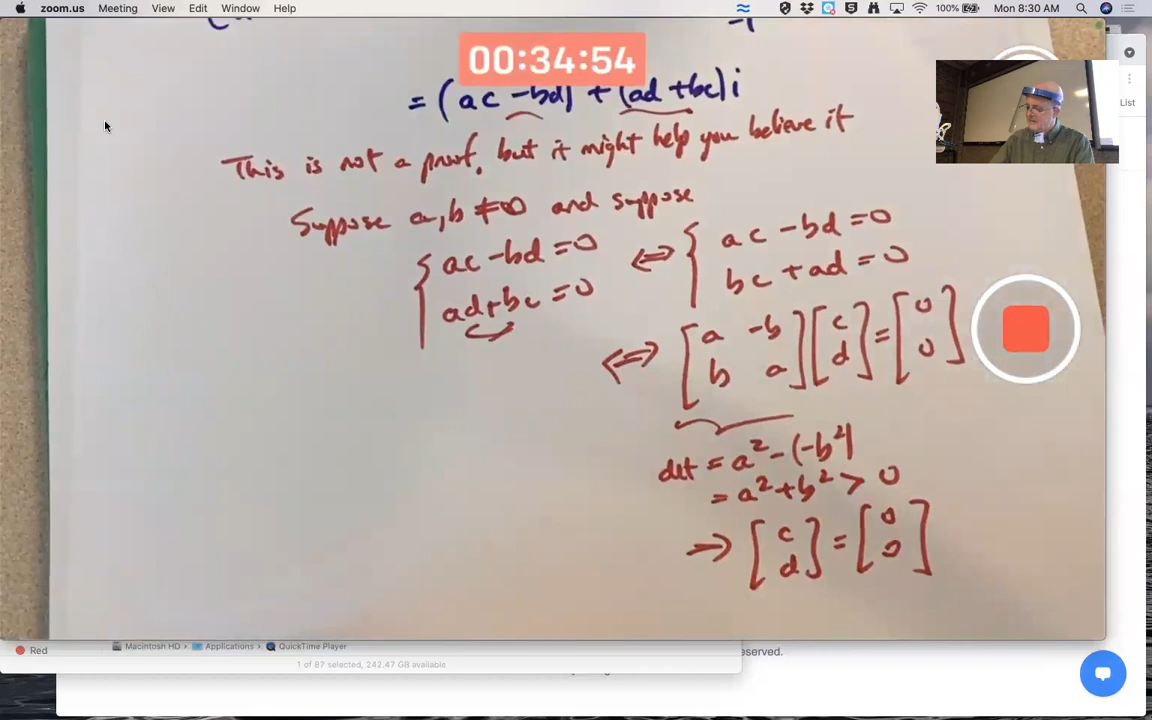 zoom.us Meeting View Edit Window Help 100% Mon 8:30 AM
00:34:54
List
= (ac -bd) + (ad +bc) i
This is not a proof, but it might help you believe it
Suppose a, b ≠ 0 and suppose
ac -bd = 0 ⇔ ac -bd = 0
ad+bc = 0 bc +ad = 0
⇔ [a -b] [c] = [0]
[b a] [d] [0]
det = a² - (-b²)
= a² + b² > 0
→ [c] = [0]
[d] [0]
Red Macintosh HD › Applications › QuickTime Player
1 of 87 selected, 242.47 GB available
eserved.